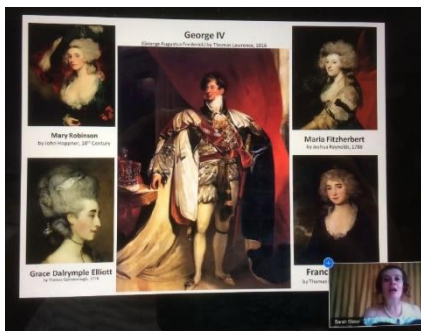 George IV
(George Augustus Frederick) by Thomas Lawrence, 1816
Mary Robinson
by John Hoppner, 18th Century
Maria Fitzherbert
by Joshua Reynolds, 1788
Grace Dalrymple Elliott
by Thomas Gainsborough, 1778
Franc
by Thomas
Sarah